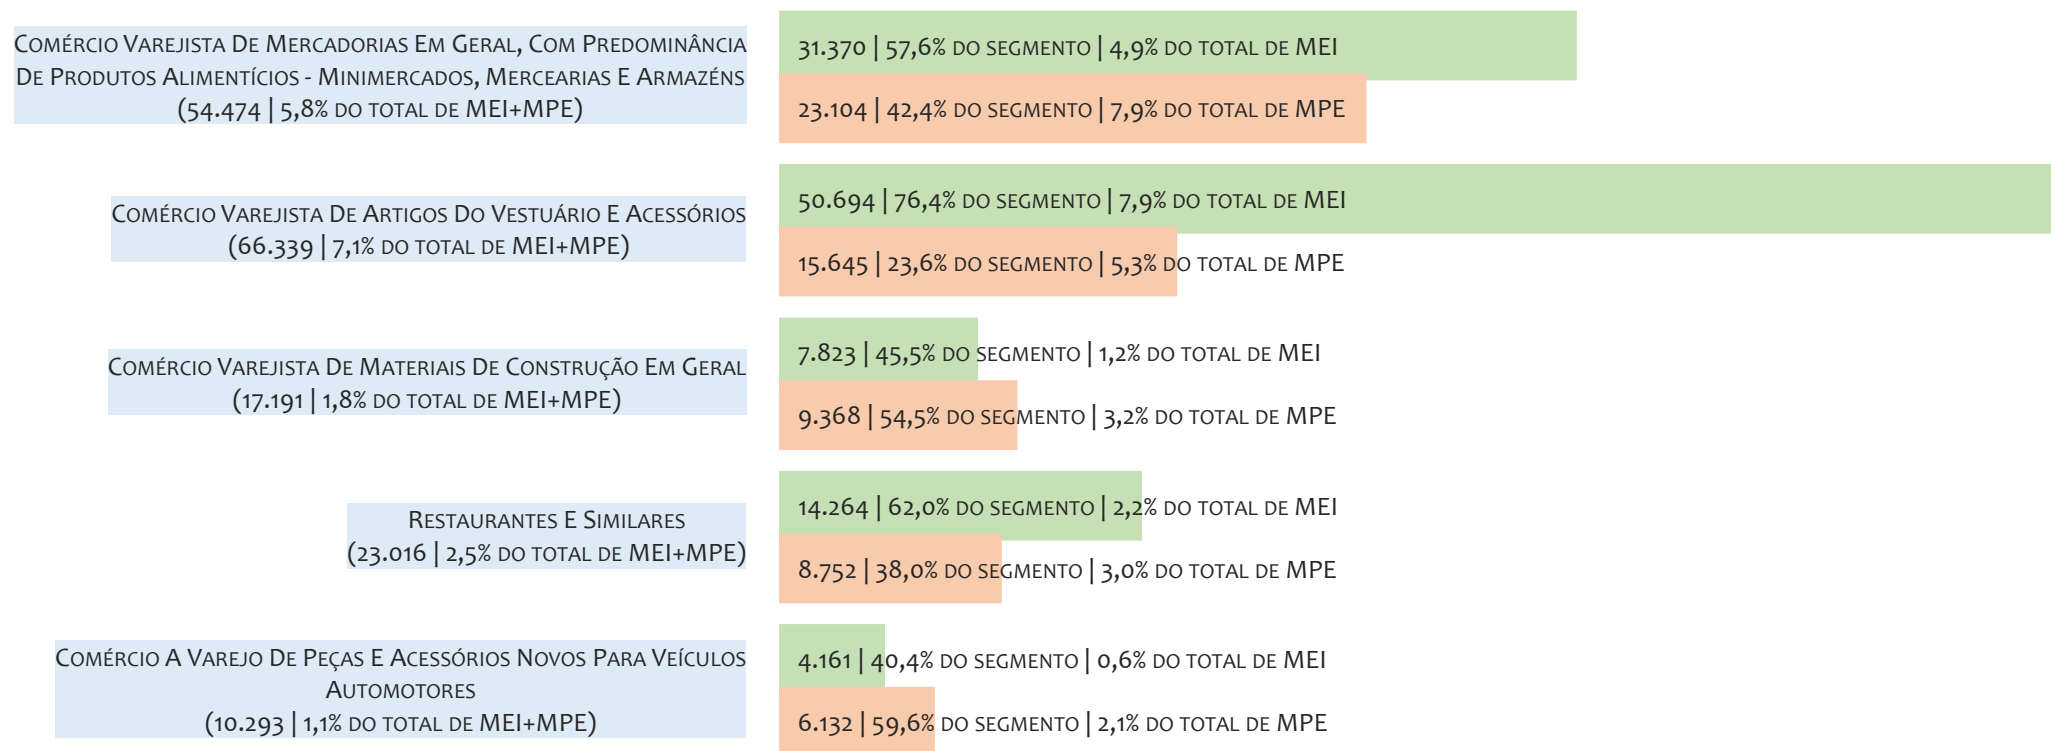 Comércio Varejista De Mercadorias Em Geral, Com Predominância
De Produtos Alimentícios - Minimercados, Mercearias E Armazéns
(54.474 | 5,8% do total de MEI+MPE)
31.370 | 57,6% do segmento | 4,9% do total de MEI
23.104 | 42,4% do segmento | 7,9% do total de MPE
Comércio Varejista De Artigos Do Vestuário E Acessórios
(66.339 | 7,1% do total de MEI+MPE)
50.694 | 76,4% do segmento | 7,9% do total de MEI
15.645 | 23,6% do segmento | 5,3% do total de MPE
Comércio Varejista De Materiais De Construção Em Geral
(17.191 | 1,8% do total de MEI+MPE)
7.823 | 45,5% do segmento | 1,2% do total de MEI
9.368 | 54,5% do segmento | 3,2% do total de MPE
Restaurantes E Similares
(23.016 | 2,5% do total de MEI+MPE)
14.264 | 62,0% do segmento | 2,2% do total de MEI
8.752 | 38,0% do segmento | 3,0% do total de MPE
Comércio A Varejo De Peças E Acessórios Novos Para Veículos
Automotores
(10.293 | 1,1% do total de MEI+MPE)
4.161 | 40,4% do segmento | 0,6% do total de MEI
6.132 | 59,6% do segmento | 2,1% do total de MPE